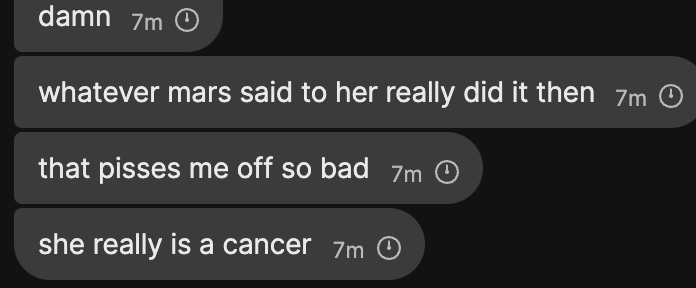 damn 7m
whatever mars said to her really did it then 7m
that pisses me off so bad 7m
she really is a cancer 7m